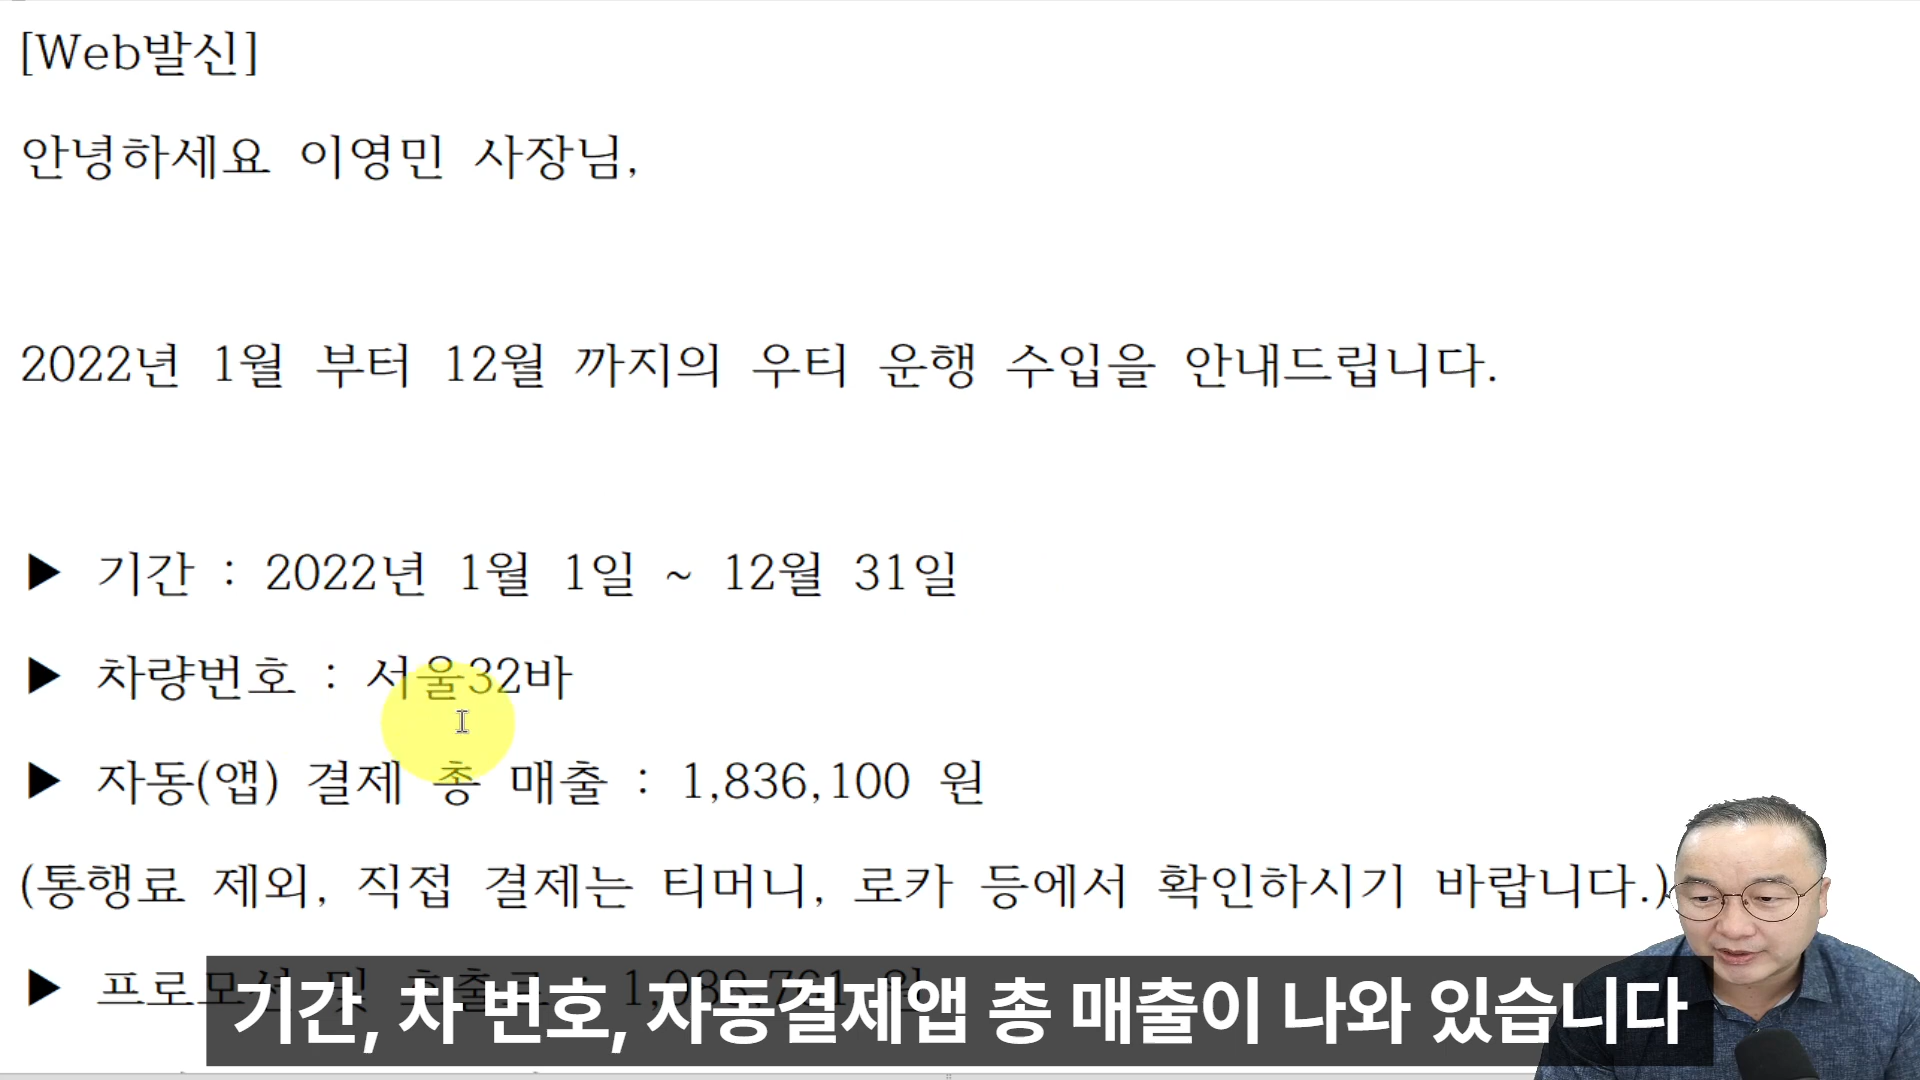 [Web발신]
안녕하세요 이영민 사장님,
2022년 1월 부터 12월 까지의 우티 운행 수입을 안내드립니다.
▶ 기간 : 2022년 1월 1일 ~ 12월 31일
▶ 차량번호 : 서울32바
▶ 자동(앱) 결제 총 매출 : 1,836,100 원
(통행료 제외, 직접 결제는 티머니, 로카 등에서 확인하시기 바랍니다.)
▶ 프로모션 및 호출료 :
기간, 차 번호, 자동결제앱 총 매출이 나와 있습니다